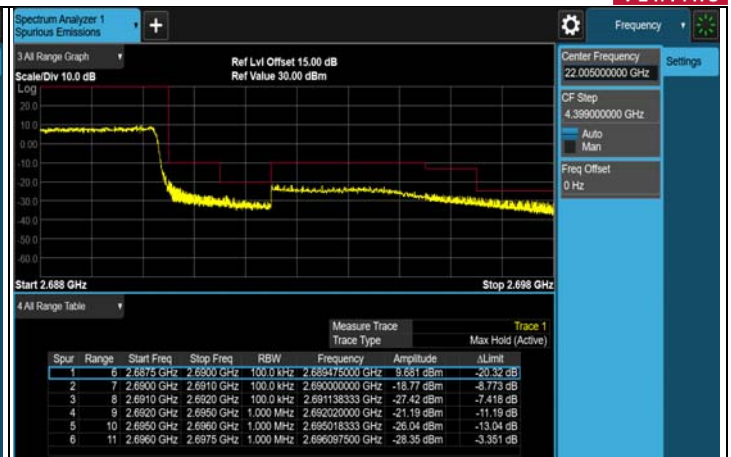 Spectrum Analyzer 1
Spurious Emissions
+
Frequency
3 All Range Graph
Ref Lvl Offset 15.00 dB
Scale/Div 10.0 dB
Ref Value 30.00 dBm
Log
20.0
10.0
0.00
-10.0
-20.0
-30.0
-40.0
-50.0
-60.0
Start 2.688 GHz
Stop 2.698 GHz
Center Frequency
22.005000000 GHz
Settings
CF Step
4.399000000 GHz
Auto
Man
Freq Offset
0 Hz
4 All Range Table
Measure Trace Trace 1
Trace Type Max Hold (Active)
Spur Range Start Freq Stop Freq RBW Frequency Amplitude ΔLimit
1 6 2.6875 GHz 2.6900 GHz 100.0 kHz 2.689475000 GHz 9.681 dBm -20.32 dB
2 7 2.6900 GHz 2.6910 GHz 100.0 kHz 2.690000000 GHz -18.77 dBm -8.773 dB
3 8 2.6910 GHz 2.6920 GHz 100.0 kHz 2.691138333 GHz -27.42 dBm -7.418 dB
4 9 2.6920 GHz 2.6950 GHz 1.000 MHz 2.692020000 GHz -21.19 dBm -11.19 dB
5 10 2.6950 GHz 2.6960 GHz 1.000 MHz 2.695018333 GHz -26.04 dBm -13.04 dB
6 11 2.6960 GHz 2.6975 GHz 1.000 MHz 2.696097500 GHz -28.35 dBm -3.351 dB